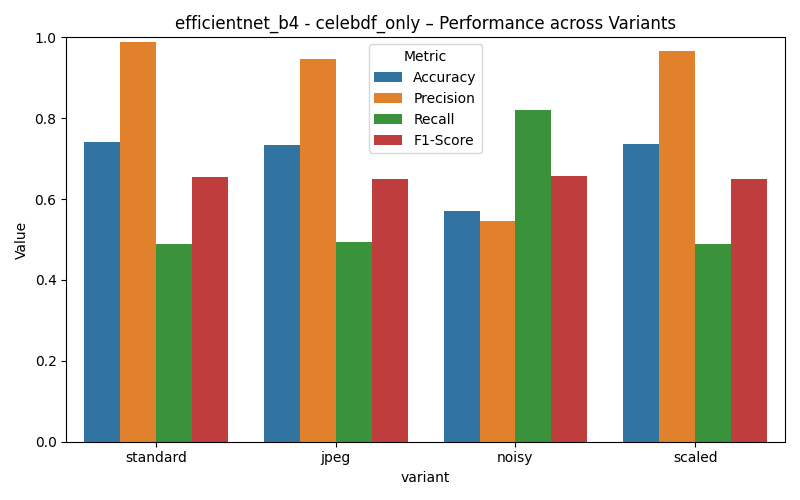 efficientnet_b4 - celebdf_only – Performance across Variants
Metric
Accuracy
Precision
Recall
F1-Score
Value
1.0
0.8
0.6
0.4
0.2
0.0
standard jpeg noisy scaled
variant